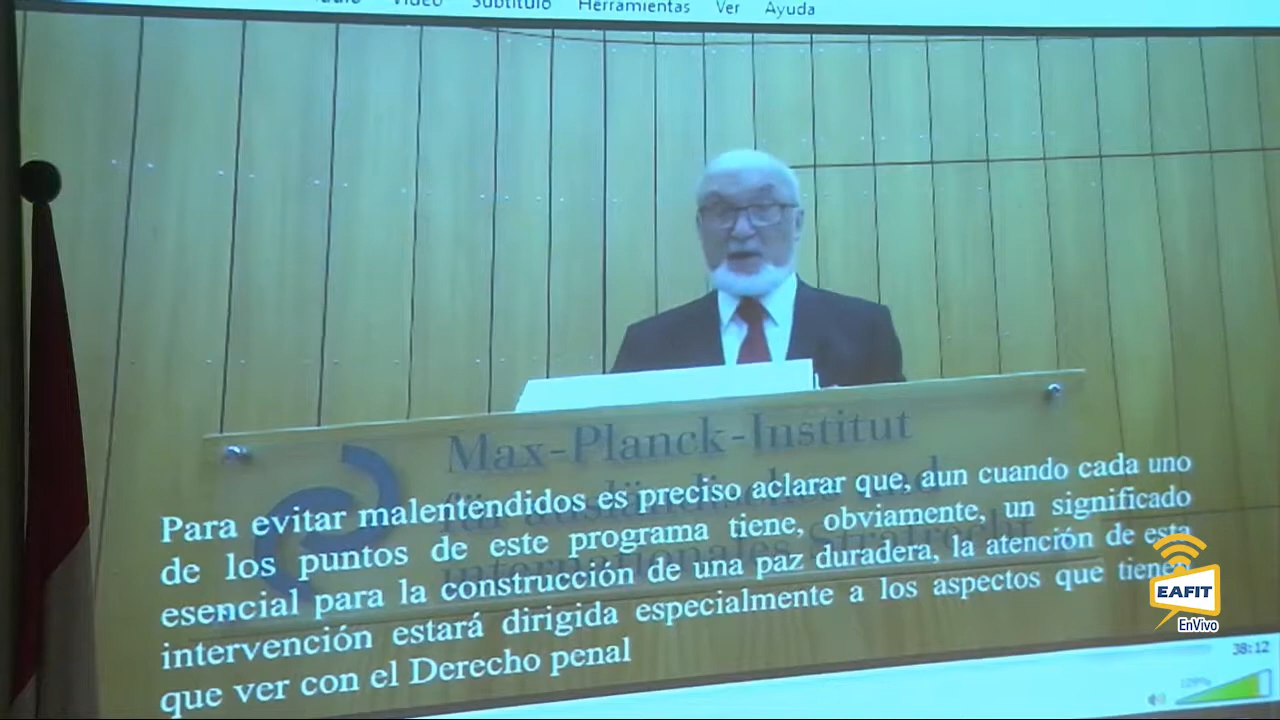 Subtítulo Herramientas Ver Ayuda
Max-Planck-Institut
Para evitar malentendidos es preciso aclarar que, aun cuando cada uno
de los puntos de este programa tiene, obviamente, un significado
esencial para la construcción de una paz duradera, la atención de esta
intervención estará dirigida especialmente a los aspectos que tienen
que ver con el Derecho penal
EAFIT
EnVivo
38:12